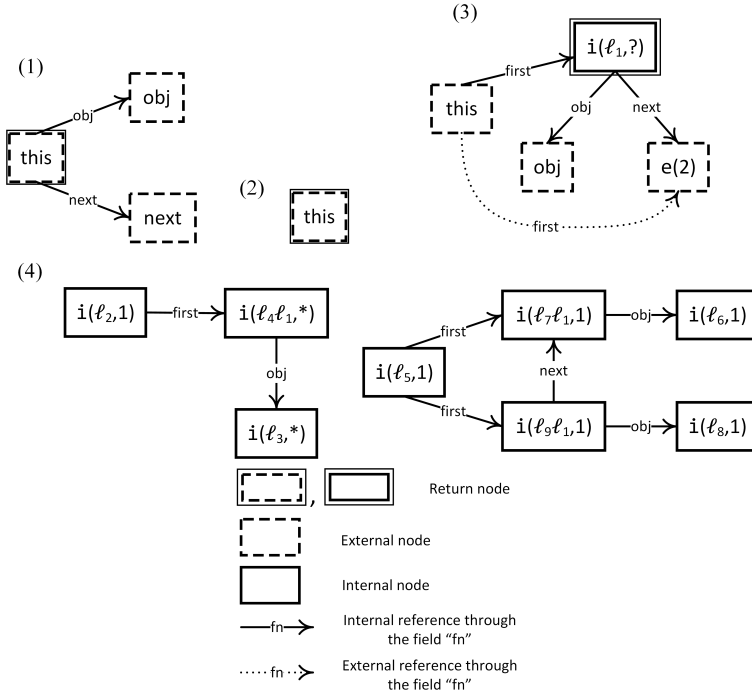 (1)
obj
obj
this
next
next
(2)
this
(3)
i(ℓ₁,?)
first
this
obj
next
obj
e(2)
first
(4)
i(ℓ₂,1)
first
i(ℓ₄ℓ₁,*)
obj
i(ℓ₃,*)
i(ℓ₅,1)
first
first
i(ℓ₇ℓ₁,1)
obj
i(ℓ₆,1)
next
i(ℓ₉ℓ₁,1)
obj
i(ℓ₈,1)
, Return node
External node
Internal node
fn Internal reference through
the field “fn”
fn External reference through
the field “fn”